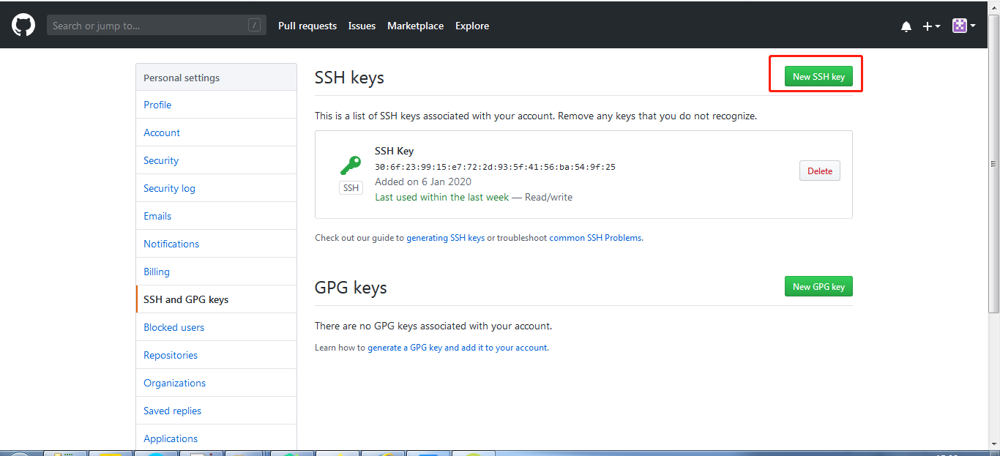 Search or jump to... / Pull requests Issues Marketplace Explore
Personal settings
Profile
Account
Security
Security log
Emails
Notifications
Billing
SSH and GPG keys
Blocked users
Repositories
Organizations
Saved replies
Applications
SSH keys
New SSH key
This is a list of SSH keys associated with your account. Remove any keys that you do not recognize.
SSH Key
30:6f:23:99:15:e7:72:2d:93:5f:41:56:ba:54:9f:25
Added on 6 Jan 2020
Last used within the last week — Read/write
SSH
Delete
Check out our guide to generating SSH keys or troubleshoot common SSH Problems.
GPG keys
New GPG key
There are no GPG keys associated with your account.
Learn how to generate a GPG key and add it to your account.